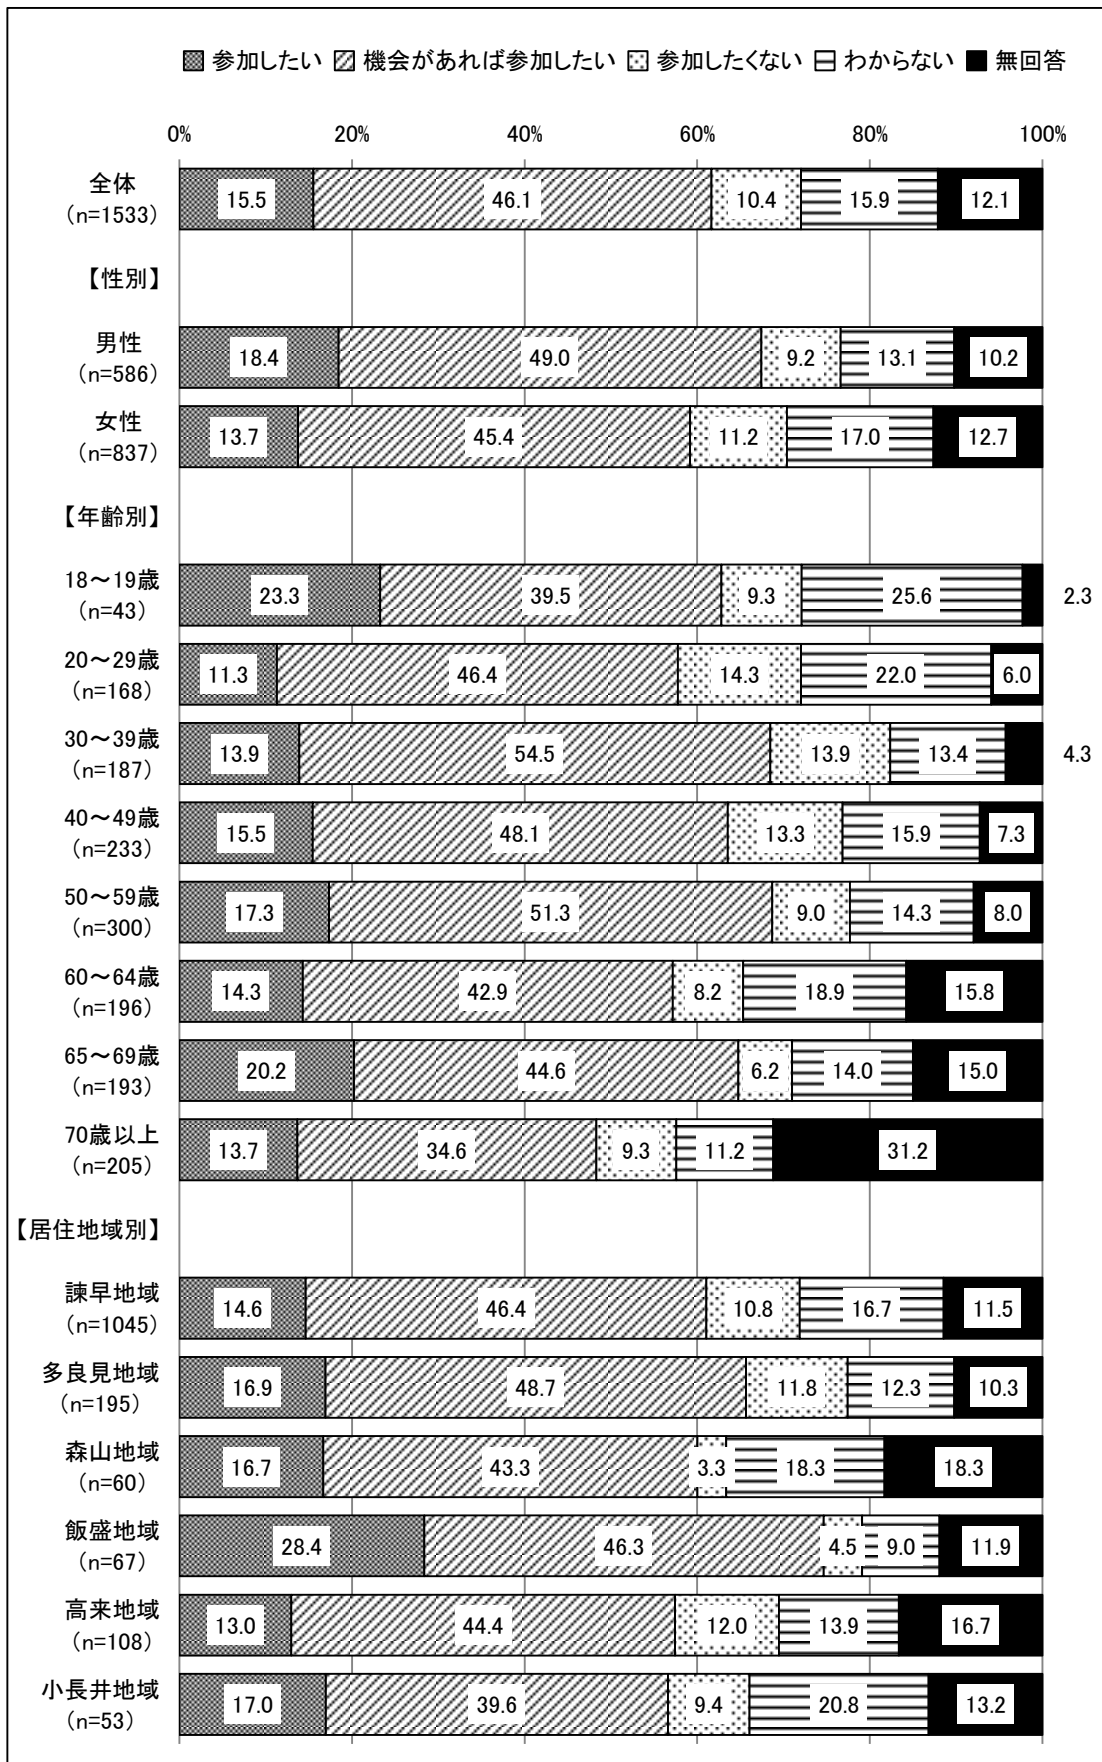 参加したい 機会があれば参加したい 参加したくない わからない 無回答
0% 20% 40% 60% 80% 100%
全体
(n=1533)
15.5 46.1 10.4 15.9 12.1
【性別】
男性
(n=586)
18.4 49.0 9.2 13.1 10.2
女性
(n=837)
13.7 45.4 11.2 17.0 12.7
【年齢別】
18～19歳
(n=43)
23.3 39.5 9.3 25.6 2.3
20～29歳
(n=168)
11.3 46.4 14.3 22.0 6.0
30～39歳
(n=187)
13.9 54.5 13.9 13.4 4.3
40～49歳
(n=233)
15.5 48.1 13.3 15.9 7.3
50～59歳
(n=300)
17.3 51.3 9.0 14.3 8.0
60～64歳
(n=196)
14.3 42.9 8.2 18.9 15.8
65～69歳
(n=193)
20.2 44.6 6.2 14.0 15.0
70歳以上
(n=205)
13.7 34.6 9.3 11.2 31.2
【居住地域別】
諫早地域
(n=1045)
14.6 46.4 10.8 16.7 11.5
多良見地域
(n=195)
16.9 48.7 11.8 12.3 10.3
森山地域
(n=60)
16.7 43.3 3.3 18.3 18.3
飯盛地域
(n=67)
28.4 46.3 4.5 9.0 11.9
高来地域
(n=108)
13.0 44.4 12.0 13.9 16.7
小長井地域
(n=53)
17.0 39.6 9.4 20.8 13.2